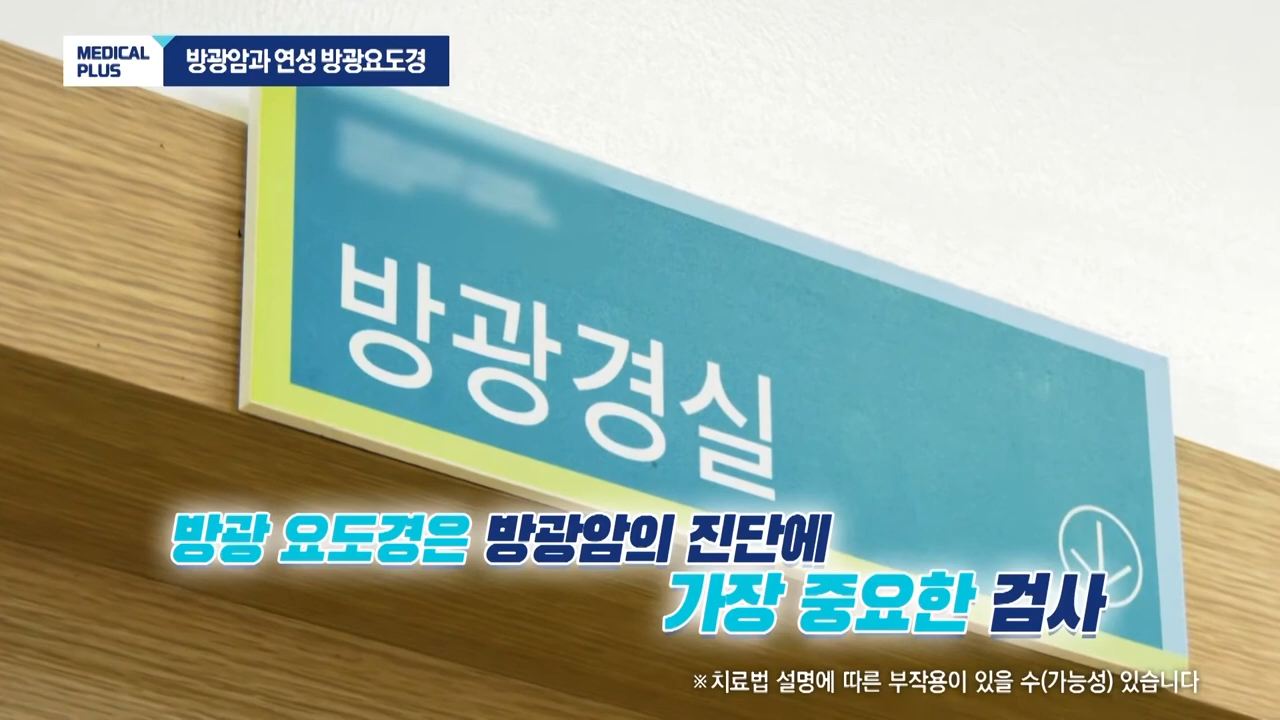 MEDICAL
PLUS
방광암과 연성 방광요도경
방광경실
방광 요도경은 방광암의 진단에
가장 중요한 검사
※치료법 설명에 따른 부작용이 있을 수(가능성) 있습니다